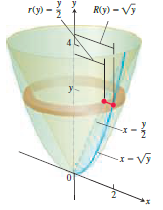 r(y) = y/2
y
R(y) = √y
4
y
x = y/2
x = √y
0
2
x